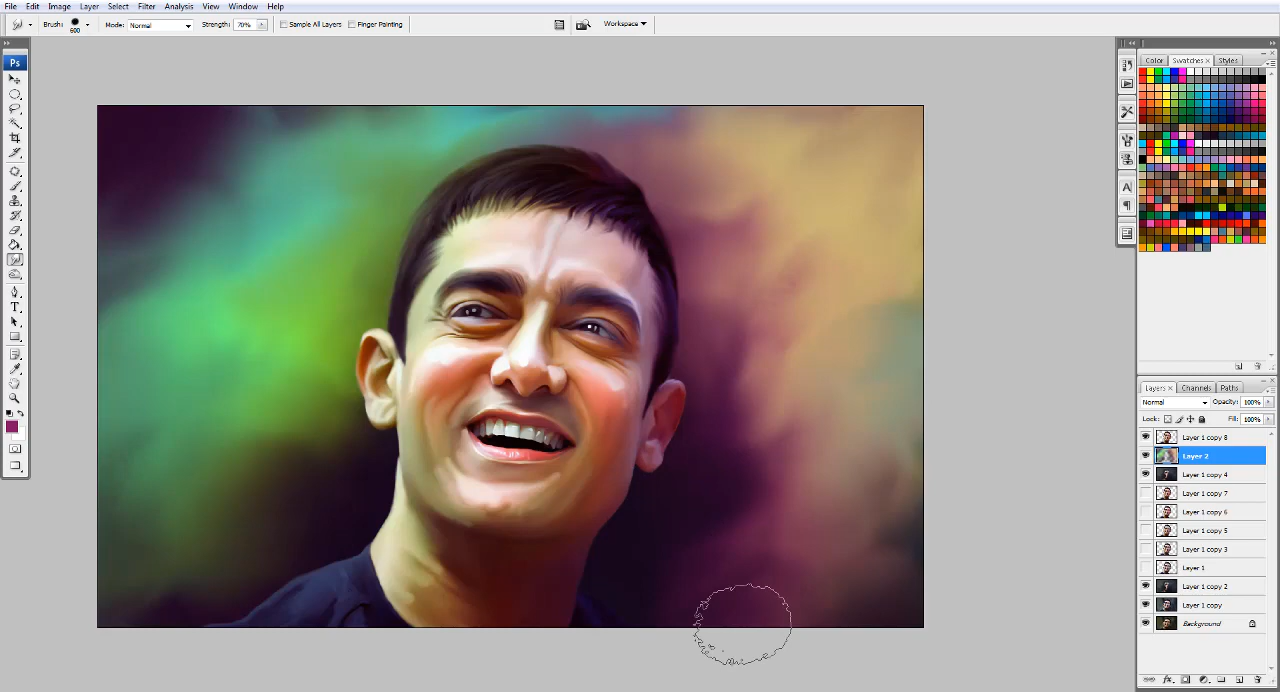 File Edit Image Layer Select Filter Analysis View Window Help
Brush: 600 Mode: Normal Strength: 70% Sample All Layers Finger Painting Workspace
Ps
T
A
Color Swatches x Styles
Layers x Channels Paths
Normal Opacity: 100%
Lock: Fill: 100%
Layer 1 copy 8
Layer 2
Layer 1 copy 4
Layer 1 copy 7
Layer 1 copy 6
Layer 1 copy 5
Layer 1 copy 3
Layer 1
Layer 1 copy 2
Layer 1 copy
Background
fx